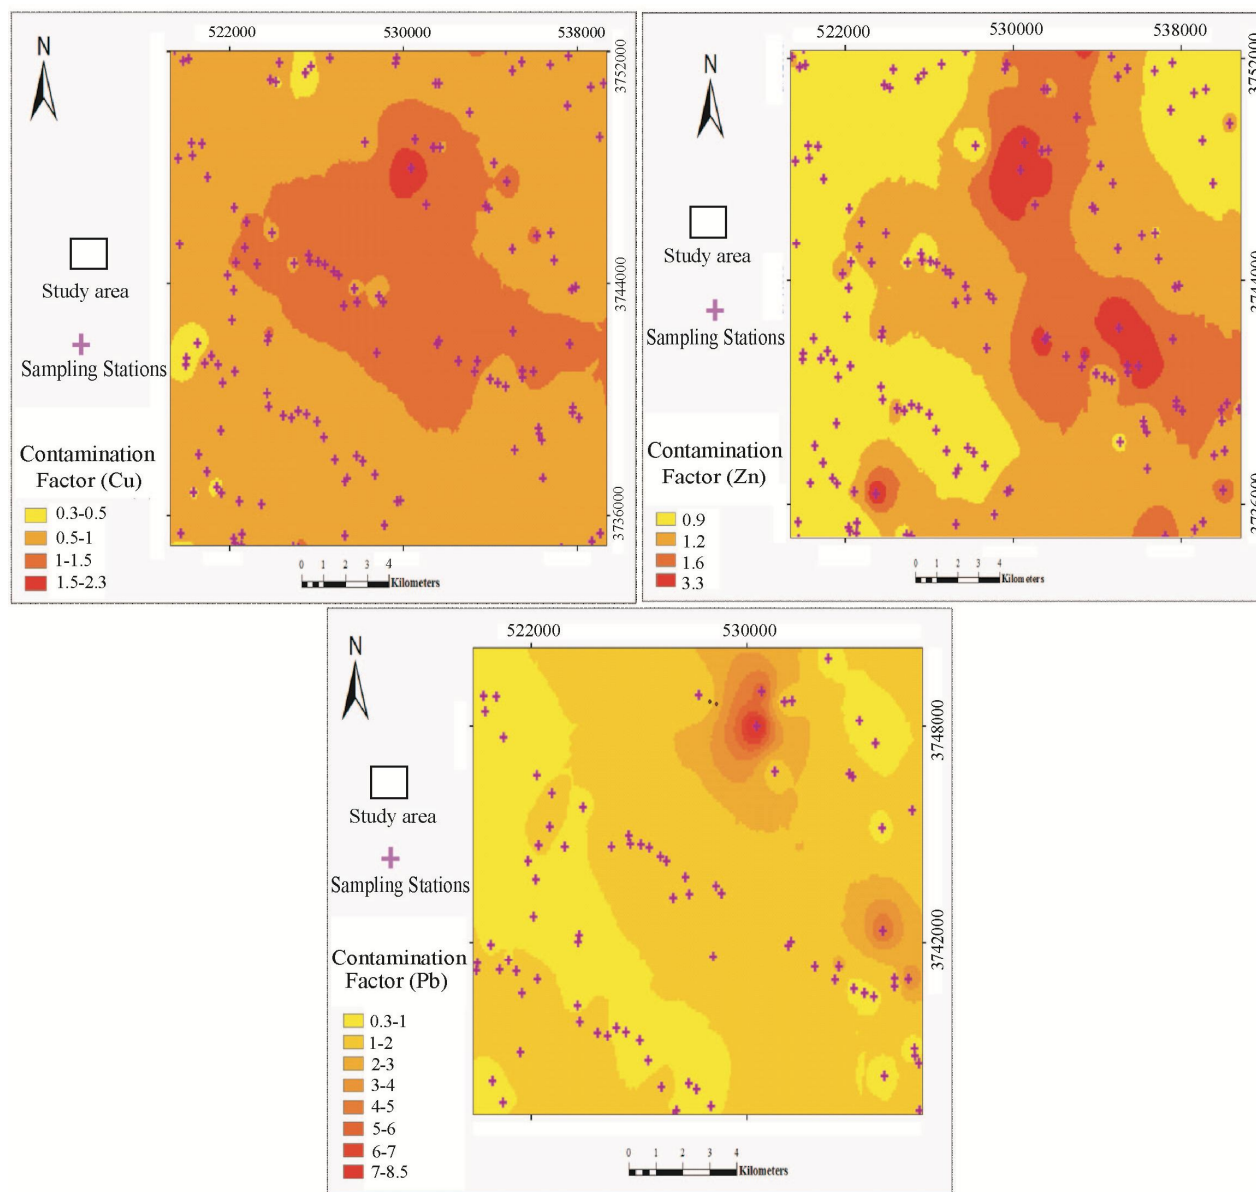 522000 530000 538000
N
3752000
3744000
3736000
Study area
Sampling Stations
Contamination
Factor (Cu)
0.3-0.5
0.5-1
1-1.5
1.5-2.3
0 1 2 3 4
Kilometers
522000 530000 538000
N
3752000
3744000
3736000
Study area
Sampling Stations
Contamination
Factor (Zn)
0.9
1.2
1.6
3.3
0 1 2 3 4
Kilometers
522000 530000
N
3748000
3742000
Study area
Sampling Stations
Contamination
Factor (Pb)
0.3-1
1-2
2-3
3-4
4-5
5-6
6-7
7-8.5
0 1 2 3 4
Kilometers